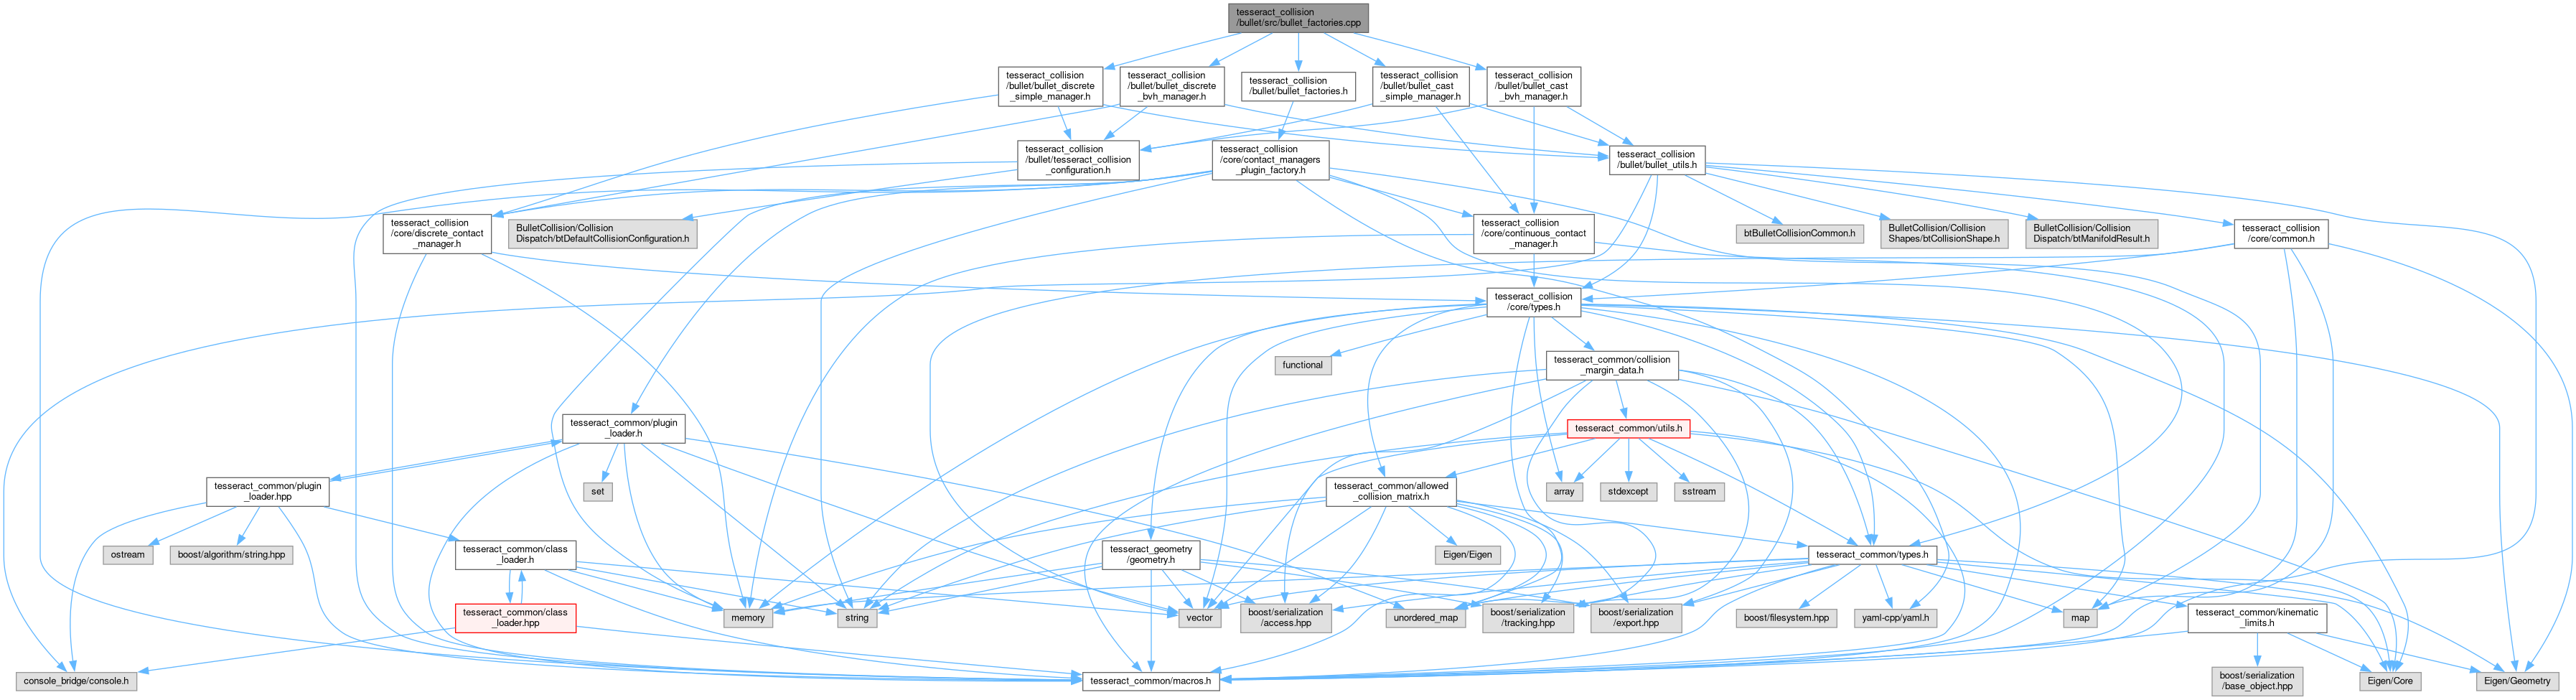 tesseract_collision
/bullet/src/bullet_factories.cpp
tesseract_collision
/bullet/bullet_discrete
_simple_manager.h
tesseract_collision
/bullet/bullet_discrete
_bvh_manager.h
tesseract_collision
/bullet/bullet_factories.h
tesseract_collision
/bullet/bullet_cast
_simple_manager.h
tesseract_collision
/bullet/bullet_cast
_bvh_manager.h
tesseract_collision
/bullet/tesseract_collision
_configuration.h
tesseract_collision
/core/contact_managers
_plugin_factory.h
tesseract_collision
/bullet/bullet_utils.h
tesseract_collision
/core/discrete_contact
_manager.h
BulletCollision/Collision
Dispatch/btDefaultCollisionConfiguration.h
tesseract_collision
/core/continuous_contact
_manager.h
btBulletCollisionCommon.h
BulletCollision/Collision
Shapes/btCollisionShape.h
BulletCollision/Collision
Dispatch/btManifoldResult.h
tesseract_collision
/core/common.h
tesseract_collision
/core/types.h
functional
tesseract_common/collision
_margin_data.h
tesseract_common/plugin
_loader.h
tesseract_common/utils.h
tesseract_common/plugin
_loader.hpp
set
tesseract_common/allowed
_collision_matrix.h
array
stdexcept
sstream
ostream
boost/algorithm/string.hpp
tesseract_common/class
_loader.h
tesseract_geometry
/geometry.h
Eigen/Eigen
tesseract_common/types.h
tesseract_common/class
_loader.hpp
memory
string
vector
boost/serialization
/access.hpp
unordered_map
boost/serialization
/tracking.hpp
boost/serialization
/export.hpp
boost/filesystem.hpp
yaml-cpp/yaml.h
map
tesseract_common/kinematic
_limits.h
console_bridge/console.h
tesseract_common/macros.h
boost/serialization
/base_object.hpp
Eigen/Core
Eigen/Geometry